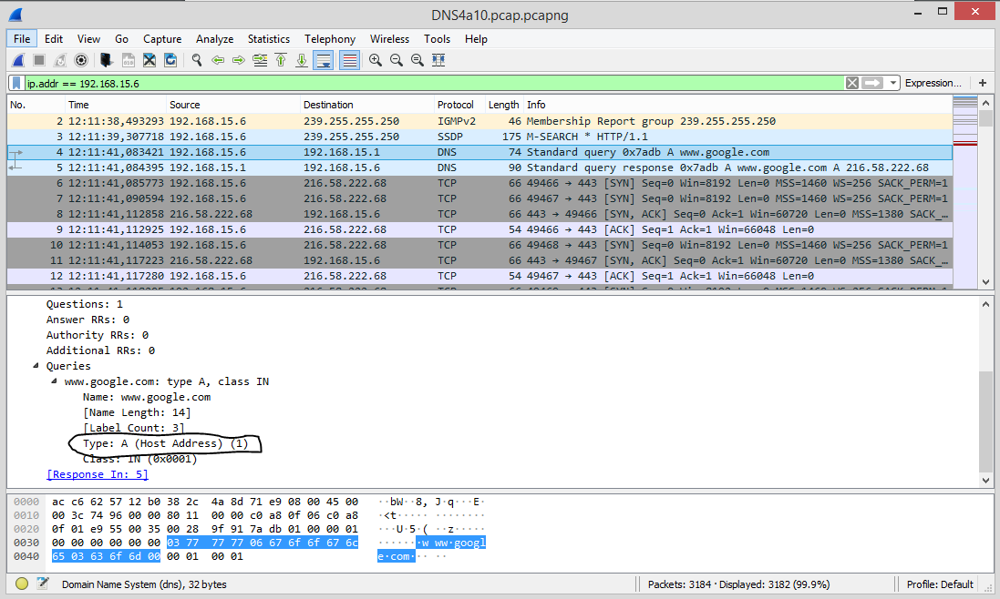 DNS4a10.pcap.pcapng
File Edit View Go Capture Analyze Statistics Telephony Wireless Tools Help
ip.addr == 192.168.15.6 Expression... +
No. Time Source Destination Protocol Length Info
2 12:11:38,493293 192.168.15.6 239.255.255.250 IGMPv2 46 Membership Report group 239.255.255.250
3 12:11:39,307718 192.168.15.6 239.255.255.250 SSDP 175 M-SEARCH * HTTP/1.1
4 12:11:41,083421 192.168.15.6 192.168.15.1 DNS 74 Standard query 0x7adb A www.google.com
5 12:11:41,084395 192.168.15.1 192.168.15.6 DNS 90 Standard query response 0x7adb A www.google.com A 216.58.222.68
6 12:11:41,085773 192.168.15.6 216.58.222.68 TCP 66 49466 → 443 [SYN] Seq=0 Win=8192 Len=0 MSS=1460 WS=256 SACK_PERM=1
7 12:11:41,090594 192.168.15.6 216.58.222.68 TCP 66 49467 → 443 [SYN] Seq=0 Win=8192 Len=0 MSS=1460 WS=256 SACK_PERM=1
8 12:11:41,112858 216.58.222.68 192.168.15.6 TCP 66 443 → 49466 [SYN, ACK] Seq=0 Ack=1 Win=60720 Len=0 MSS=1380 SACK_…
9 12:11:41,112925 192.168.15.6 216.58.222.68 TCP 54 49466 → 443 [ACK] Seq=1 Ack=1 Win=66048 Len=0
10 12:11:41,114053 192.168.15.6 216.58.222.68 TCP 66 49468 → 443 [SYN] Seq=0 Win=8192 Len=0 MSS=1460 WS=256 SACK_PERM=1
11 12:11:41,117223 216.58.222.68 192.168.15.6 TCP 66 443 → 49467 [SYN, ACK] Seq=0 Ack=1 Win=60720 Len=0 MSS=1380 SACK_…
12 12:11:41,117280 192.168.15.6 216.58.222.68 TCP 54 49467 → 443 [ACK] Seq=1 Ack=1 Win=66048 Len=0
Questions: 1
Answer RRs: 0
Authority RRs: 0
Additional RRs: 0
Queries
www.google.com: type A, class IN
Name: www.google.com
[Name Length: 14]
[Label Count: 3]
Type: A (Host Address) (1)
Class: IN (0x0001)
[Response In: 5]
0000 ac c6 62 57 12 b0 38 2c 4a 8d 71 e9 08 00 45 00 ··bW··8, J·q···E·
0010 00 3c 74 96 00 00 80 11 00 00 c0 a8 0f 06 c0 a8 ·<t····· ········
0020 0f 01 e9 55 00 35 00 28 9f 91 7a db 01 00 00 01 ···U·5·( ··z·····
0030 00 00 00 00 00 00 03 77 77 77 06 67 6f 6f 67 6c ·······w ww·googl
0040 65 03 63 6f 6d 00 00 01 00 01 e·com··· ··
Domain Name System (dns), 32 bytes Packets: 3184 · Displayed: 3182 (99.9%) Profile: Default